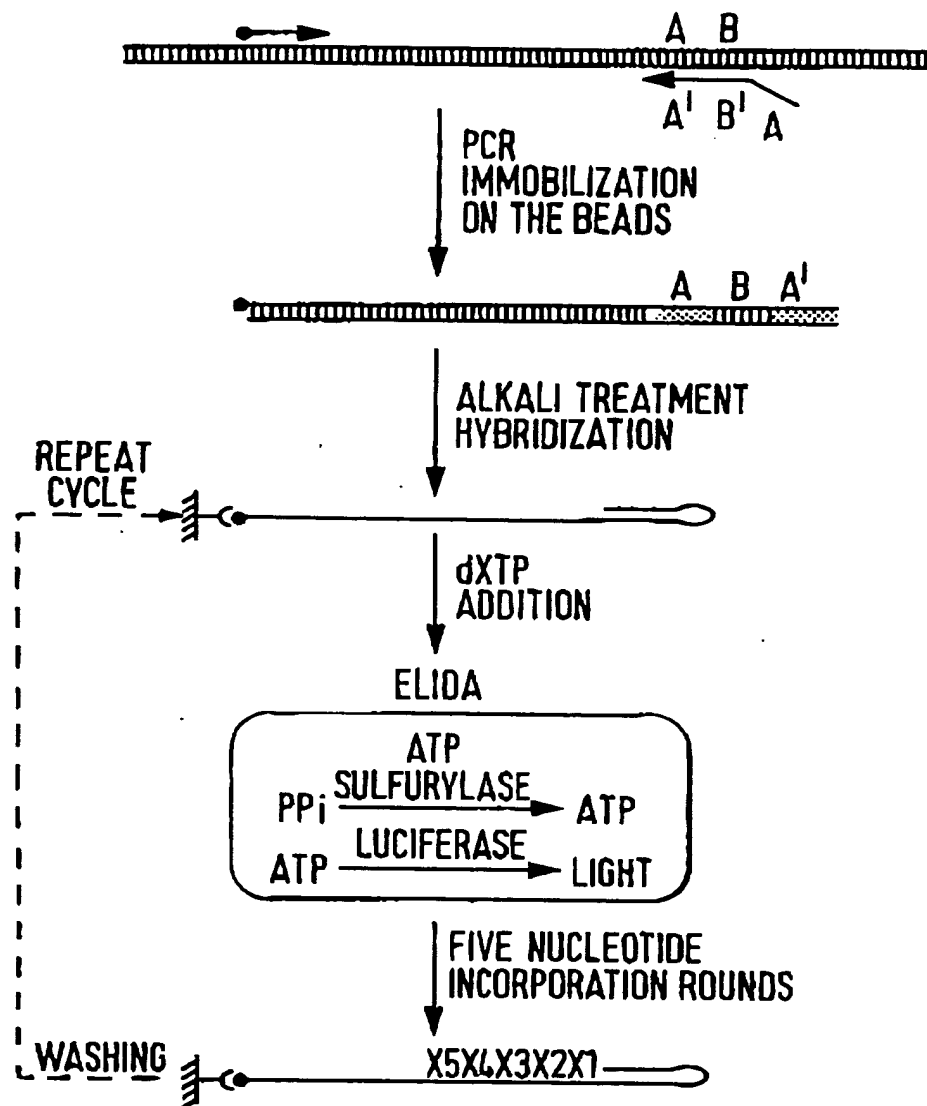 A B
A' B' A
PCR
IMMOBILIZATION
ON THE BEADS
A B A'
ALKALI TREATMENT
HYBRIDIZATION
REPEAT
CYCLE
dXTP
ADDITION
ELIDA
ATP
SULFURYLASE
PPi ATP
LUCIFERASE
ATP LIGHT
FIVE NUCLEOTIDE
INCORPORATION ROUNDS
WASHING
X5X4X3X2X1